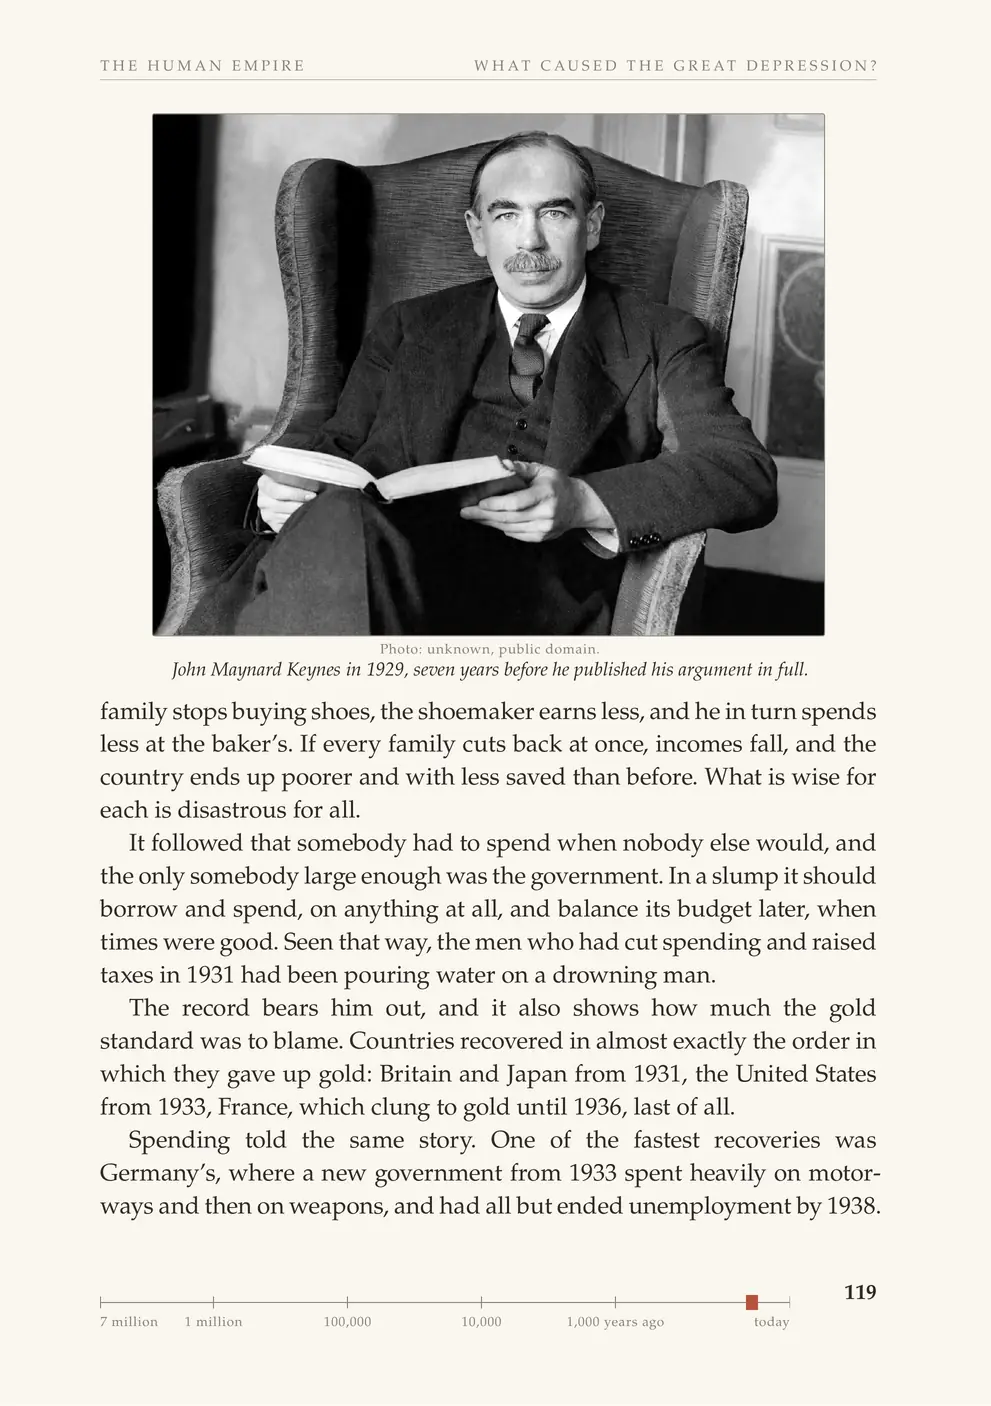 THE HUMAN EMPIRE
WHAT CAUSED THE GREAT DEPRESSION?
Photo: unknown, public domain.
John Maynard Keynes in 1929, seven years before he published his argument in full.
family stops buying shoes, the shoemaker earns less, and he in turn spends
less at the baker’s. If every family cuts back at once, incomes fall, and the
country ends up poorer and with less saved than before. What is wise for
each is disastrous for all.
It followed that somebody had to spend when nobody else would, and
the only somebody large enough was the government. In a slump it should
borrow and spend, on anything at all, and balance its budget later, when
times were good. Seen that way, the men who had cut spending and raised
taxes in 1931 had been pouring water on a drowning man.
The record bears him out, and it also shows how much the gold
standard was to blame. Countries recovered in almost exactly the order in
which they gave up gold: Britain and Japan from 1931, the United States
from 1933, France, which clung to gold until 1936, last of all.
Spending told the same story. One of the fastest recoveries was
Germany’s, where a new government from 1933 spent heavily on motor-
ways and then on weapons, and had all but ended unemployment by 1938.
119
7 million 1 million 100,000 10,000 1,000 years ago today